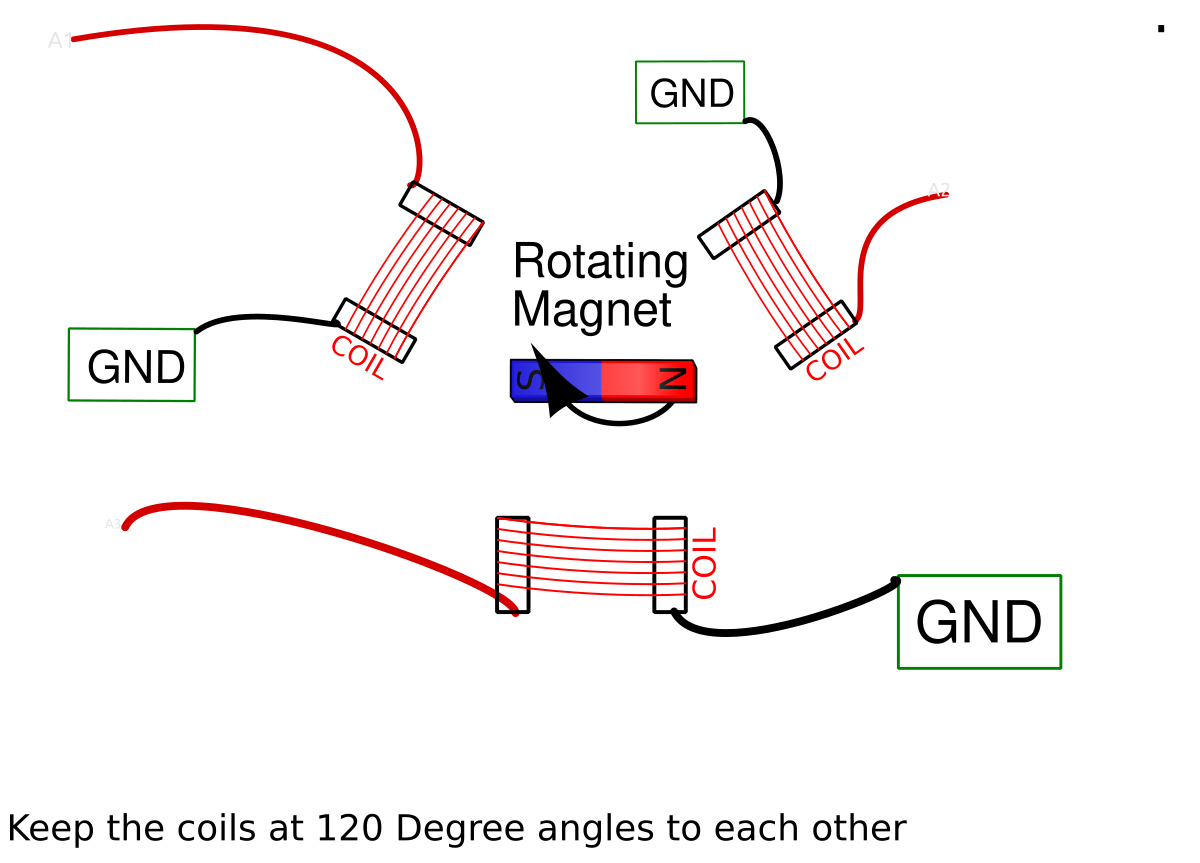 A1
GND
A2
Rotating
Magnet
GND
COIL
COIL
S
N
A3
COIL
GND
Keep the coils at 120 Degree angles to each other